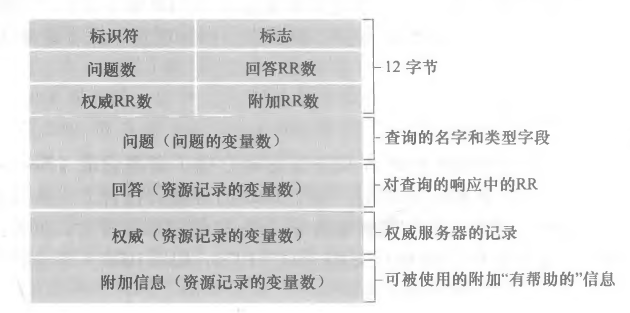 标识符 标志
问题数 回答RR数 12 字节
权威RR数 附加RR数
问题（问题的变量数） 查询的名字和类型字段
回答（资源记录的变量数） 对查询的响应中的RR
权威（资源记录的变量数） 权威服务器的记录
附加信息（资源记录的变量数） 可被使用的附加“有帮助的”信息